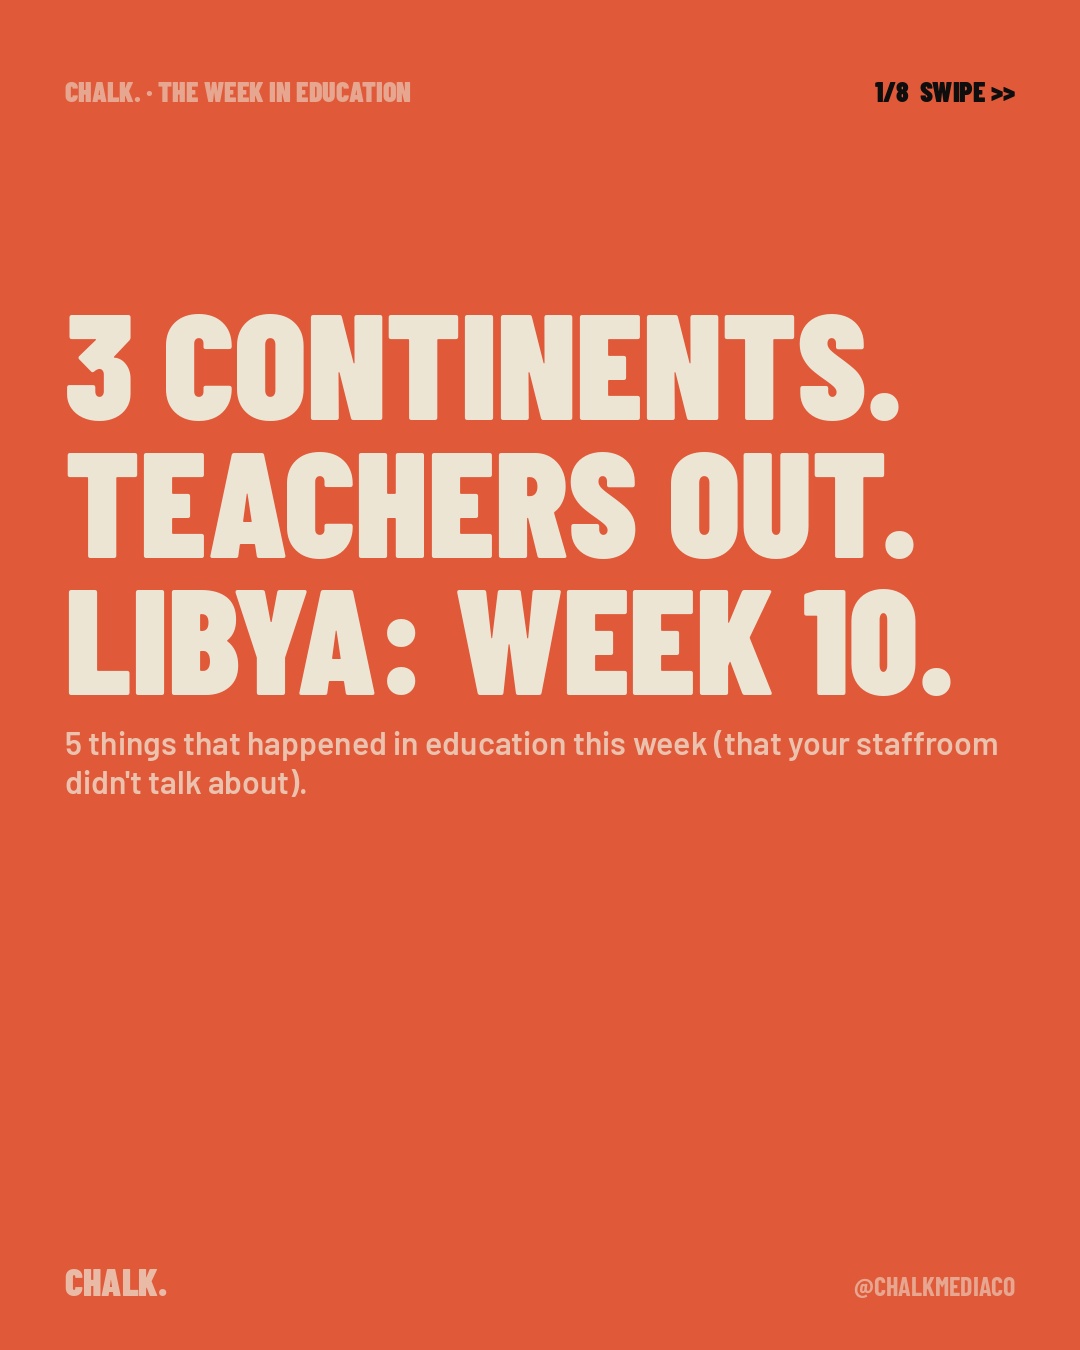 CHALK. · THE WEEK IN EDUCATION
1/8 SWIPE >>
3 CONTINENTS.
TEACHERS OUT.
LIBYA: WEEK 10.
5 things that happened in education this week (that your staffroom
didn't talk about).
CHALK.
@CHALKMEDIACO